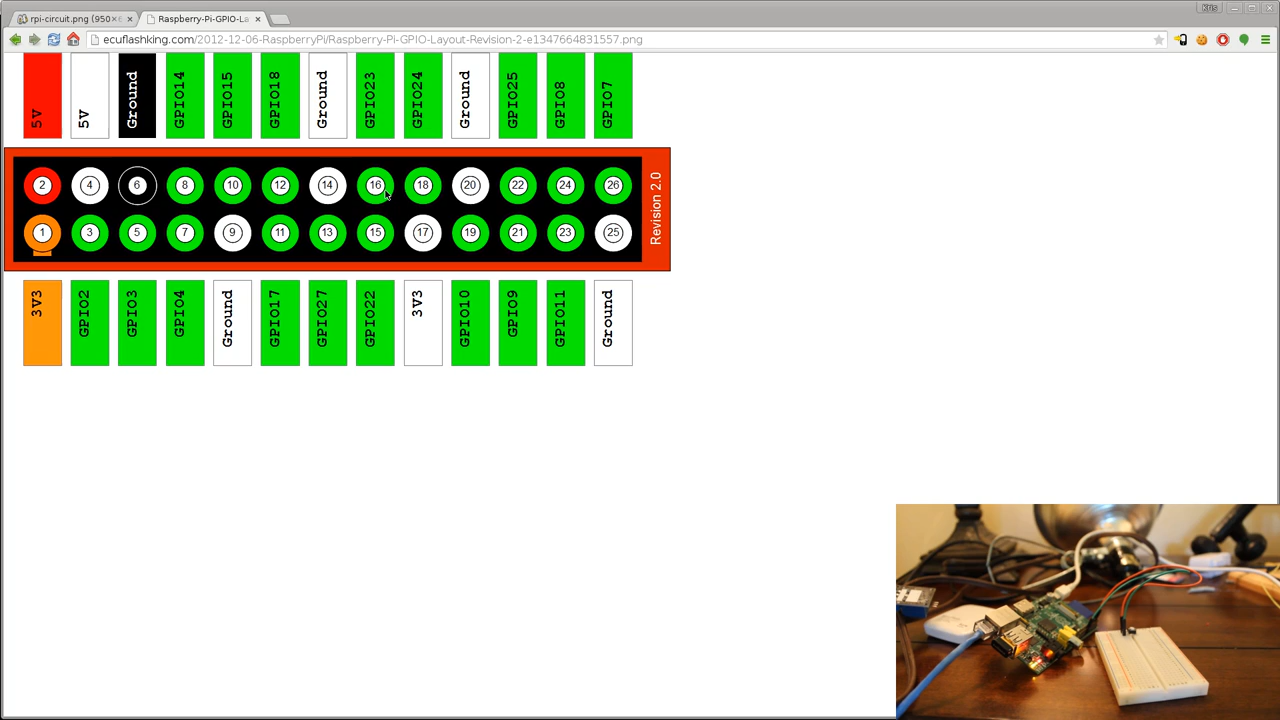 Kris
rpi-circuit.png (950×6
Raspberry-Pi-GPIO-La
ecuflashking.com/2012-12-06-RaspberryPi/Raspberry-Pi-GPIO-Layout-Revision-2-e1347664831557.png
5V
5V
Ground
GPIO14
GPIO15
GPIO18
Ground
GPIO23
GPIO24
Ground
GPIO25
GPIO8
GPIO7
2 4 6 8 10 12 14 16 18 20 22 24 26
1 3 5 7 9 11 13 15 17 19 21 23 25
Revision 2.0
3V3
GPIO2
GPIO3
GPIO4
Ground
GPIO17
GPIO27
GPIO22
3V3
GPIO10
GPIO9
GPIO11
Ground